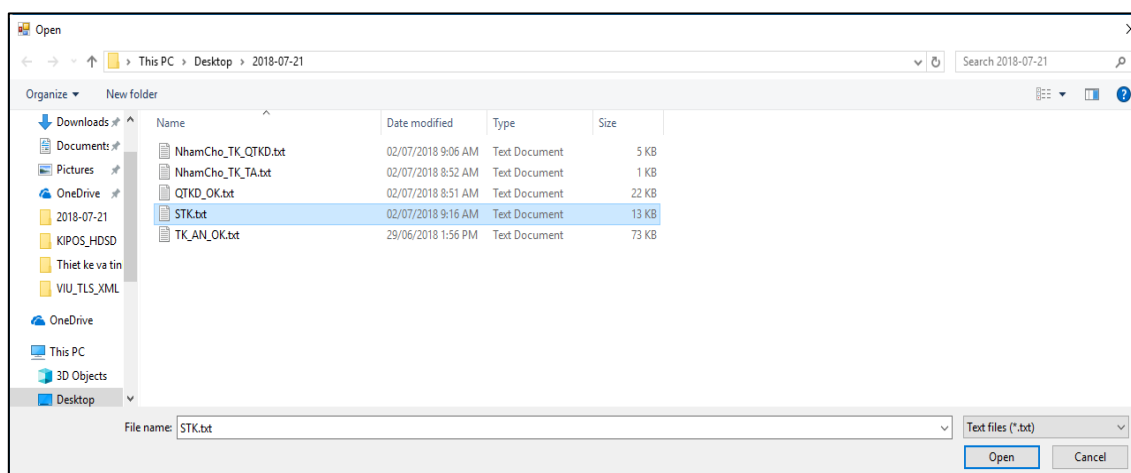 Open
This PC > Desktop > 2018-07-21
Search 2018-07-21
Organize
New folder
Downloads
Documents
Pictures
OneDrive
2018-07-21
KIPOS_HDSD
Thiet ke va tin
VIU_TLS_XML
OneDrive
This PC
3D Objects
Desktop
Name Date modified Type Size
NhamCho_TK_QTKD.txt 02/07/2018 9:06 AM Text Document 5 KB
NhamCho_TK_TA.txt 02/07/2018 8:52 AM Text Document 1 KB
QTKD_OK.txt 02/07/2018 8:51 AM Text Document 22 KB
STK.txt 02/07/2018 9:16 AM Text Document 13 KB
TK_AN_OK.txt 29/06/2018 1:56 PM Text Document 73 KB
File name: STK.txt
Text files (*.txt)
Open
Cancel